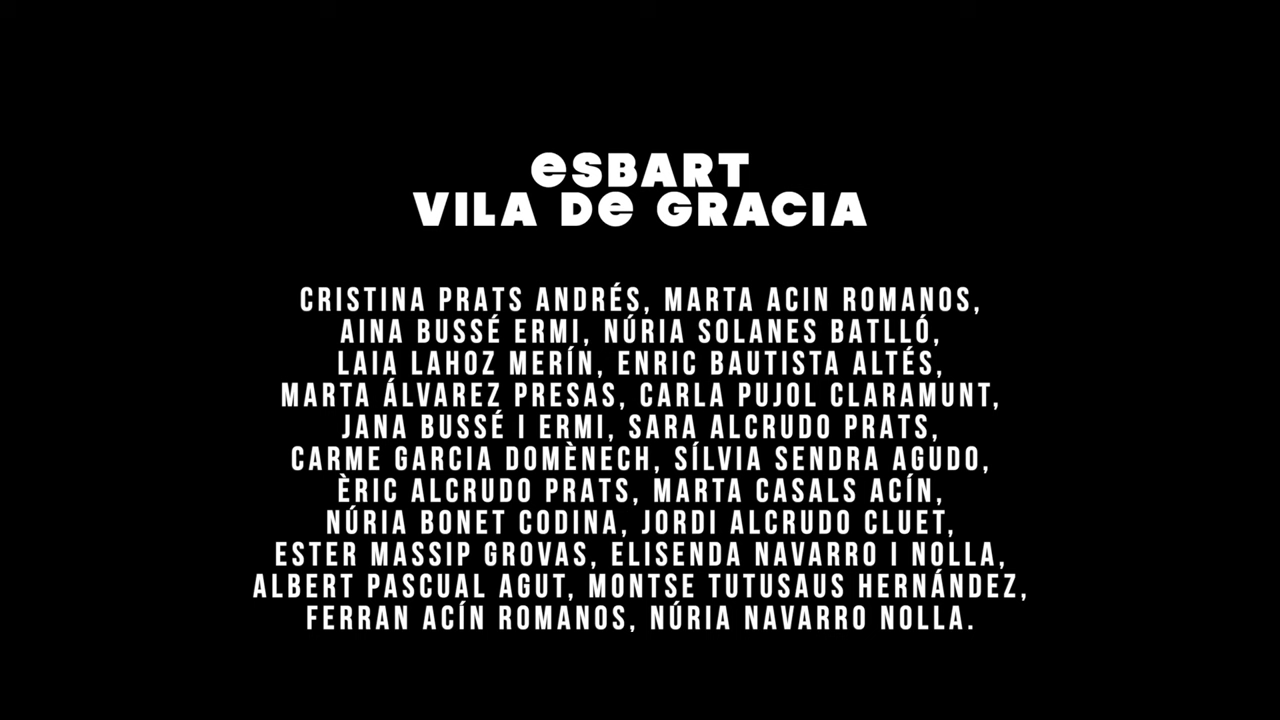 eSBART
VILA De GRACIA
CRISTINA PRATS ANDRÉS, MARTA ACIN ROMANOS,
AINA BUSSÉ ERMI, NÚRIA SOLANES BATLLÓ,
LAIA LAHOZ MERÍN, ENRIC BAUTISTA ALTÉS,
MARTA ÁLVAREZ PRESAS, CARLA PUJOL CLARAMUNT,
JANA BUSSÉ I ERMI, SARA ALCRUDO PRATS,
CARME GARCIA DOMÈNECH, SÍLVIA SENDRA AGUDO,
ÈRIC ALCRUDO PRATS, MARTA CASALS ACÍN,
NÚRIA BONET CODINA, JORDI ALCRUDO CLUET,
ESTER MASSIP GROVAS, ELISENDA NAVARRO I NOLLA,
ALBERT PASCUAL AGUT, MONTSE TUTUSAUS HERNÁNDEZ,
FERRAN ACÍN ROMANOS, NÚRIA NAVARRO NOLLA.